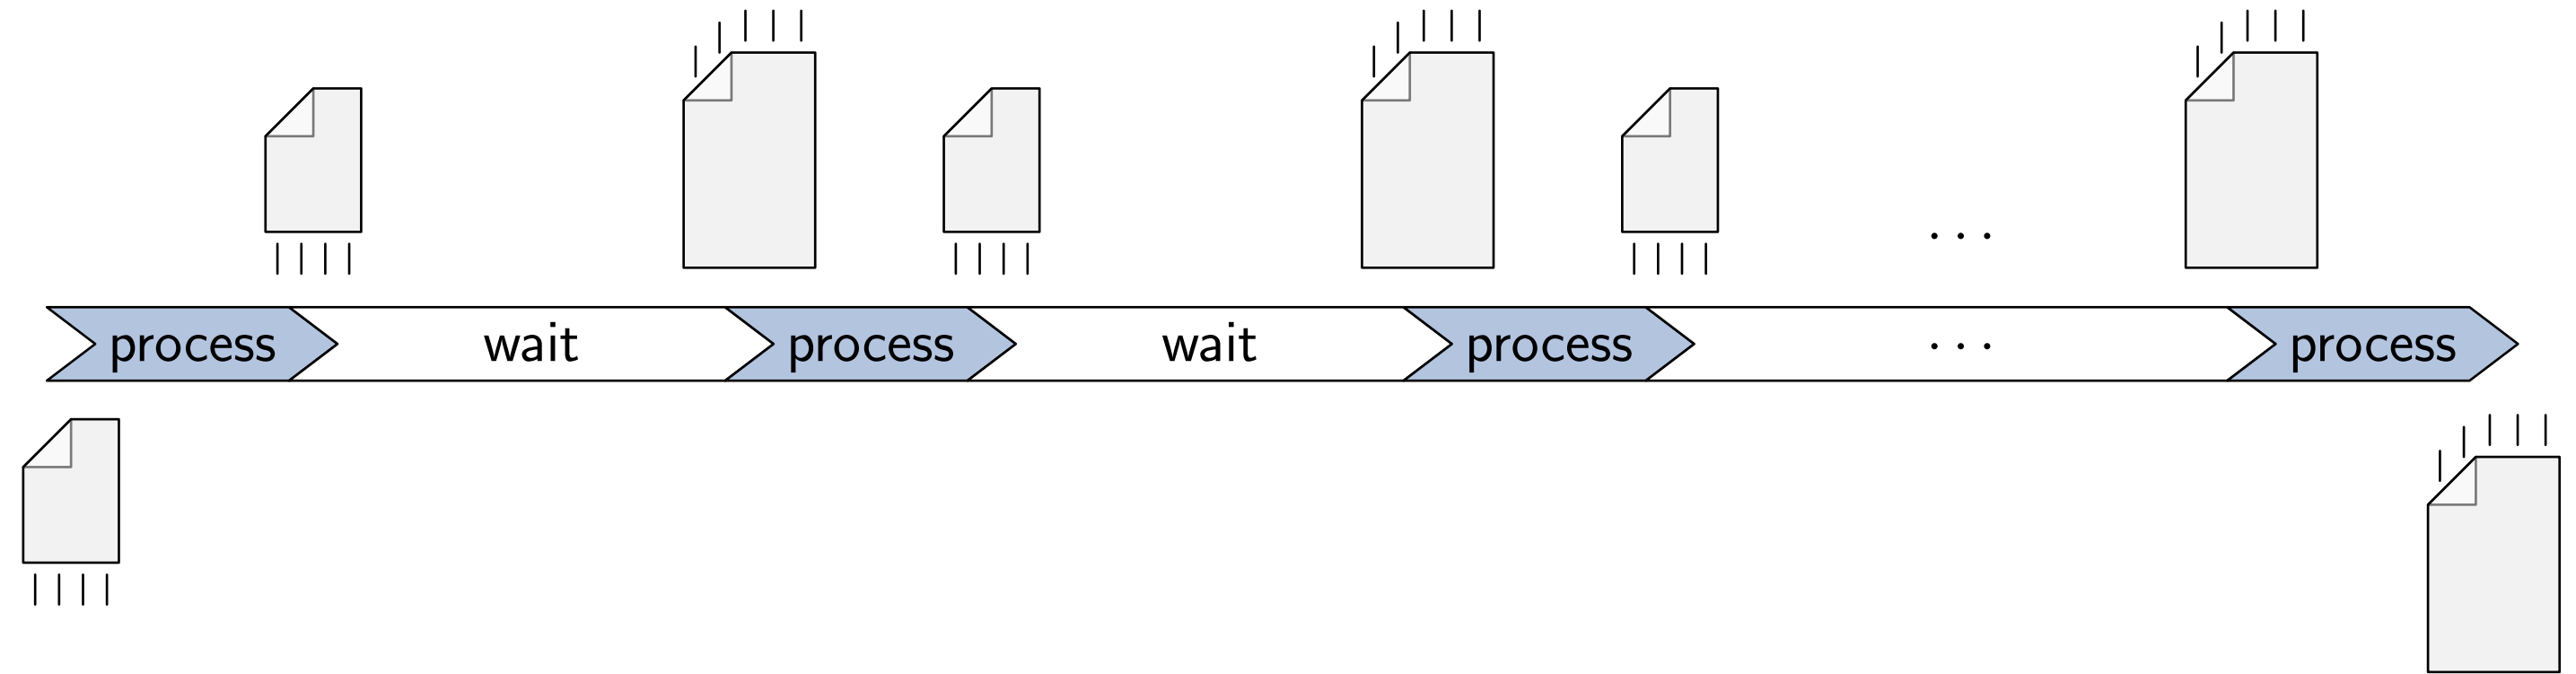 . . .
process wait process wait process . . . process